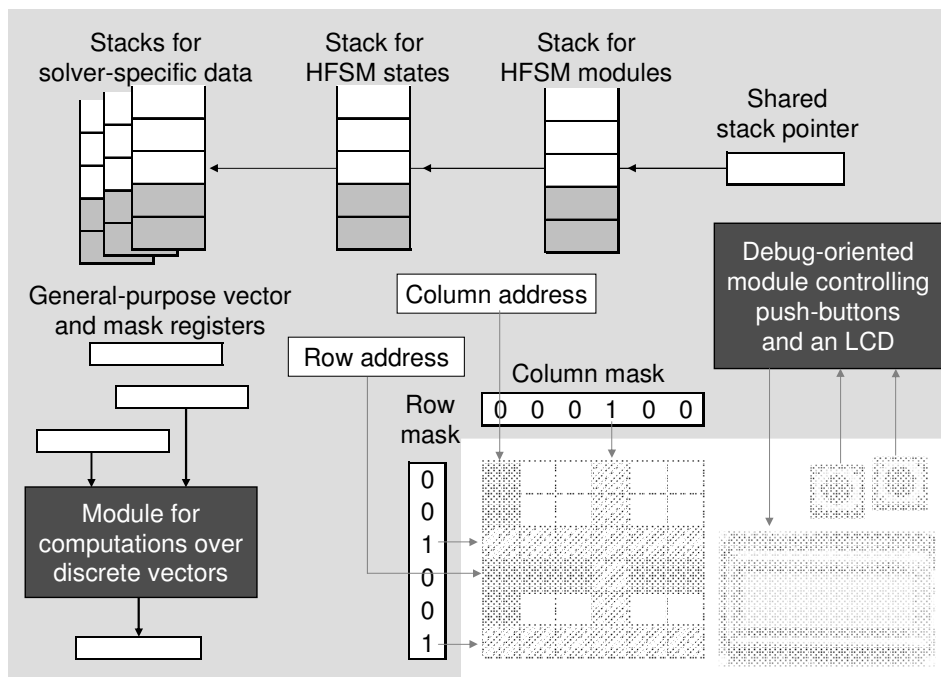 Stacks for
solver-specific data
Stack for
HFSM states
Stack for
HFSM modules
Shared
stack pointer
Debug-oriented
module controlling
push-buttons
and an LCD
General-purpose vector
and mask registers
Column address
Row address
Column mask
0 0 0 1 0 0
Row
mask
0
0
1
0
0
1
Module for
computations over
discrete vectors